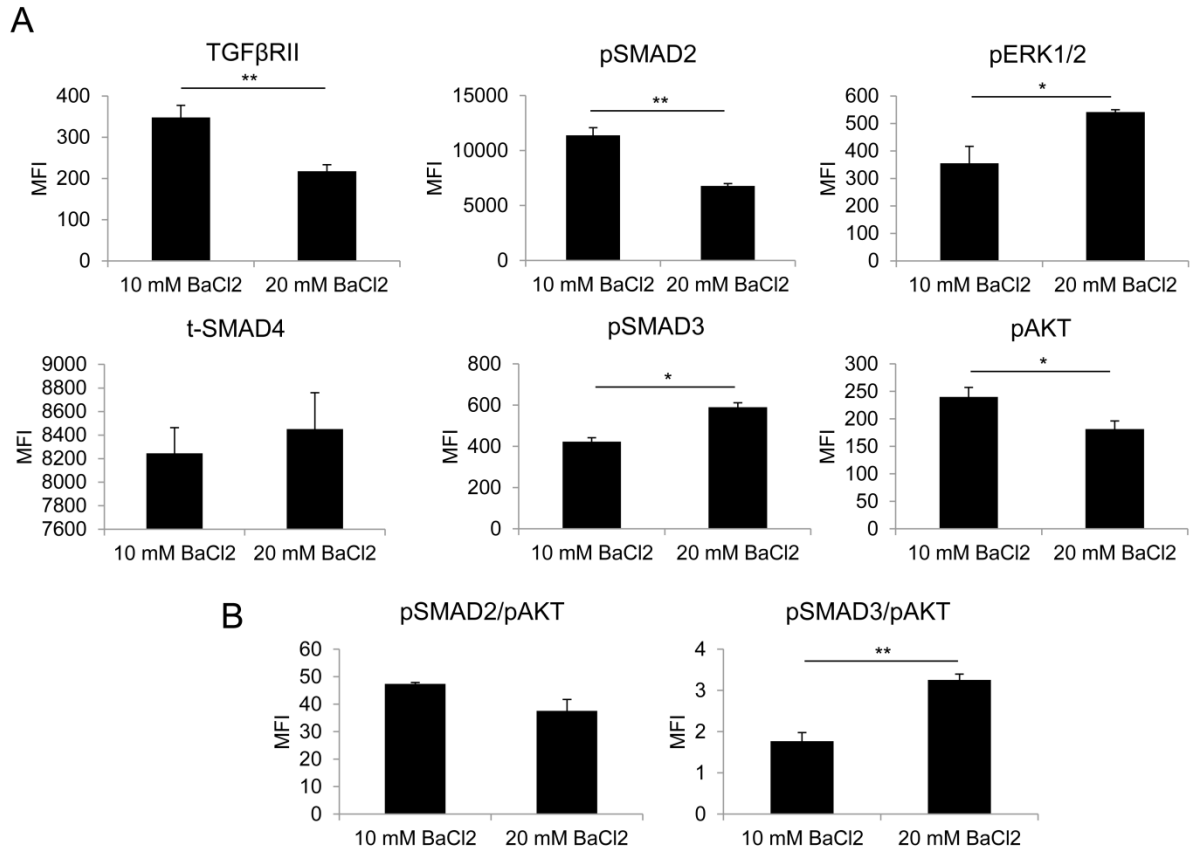 A
TGFβRII
**
400
300
200
100
0
MFI
10 mM BaCl2 20 mM BaCl2
pSMAD2
**
15000
10000
5000
0
MFI
10 mM BaCl2 20 mM BaCl2
pERK1/2
*
600
500
400
300
200
100
0
MFI
10 mM BaCl2 20 mM BaCl2
t-SMAD4
9000
8800
8600
8400
8200
8000
7800
7600
MFI
10 mM BaCl2 20 mM BaCl2
pSMAD3
*
800
600
400
200
0
MFI
10 mM BaCl2 20 mM BaCl2
pAKT
*
300
250
200
150
100
50
0
MFI
10 mM BaCl2 20 mM BaCl2
B
pSMAD2/pAKT
60
50
40
30
20
10
0
MFI
10 mM BaCl2 20 mM BaCl2
pSMAD3/pAKT
**
4
3
2
1
0
MFI
10 mM BaCl2 20 mM BaCl2